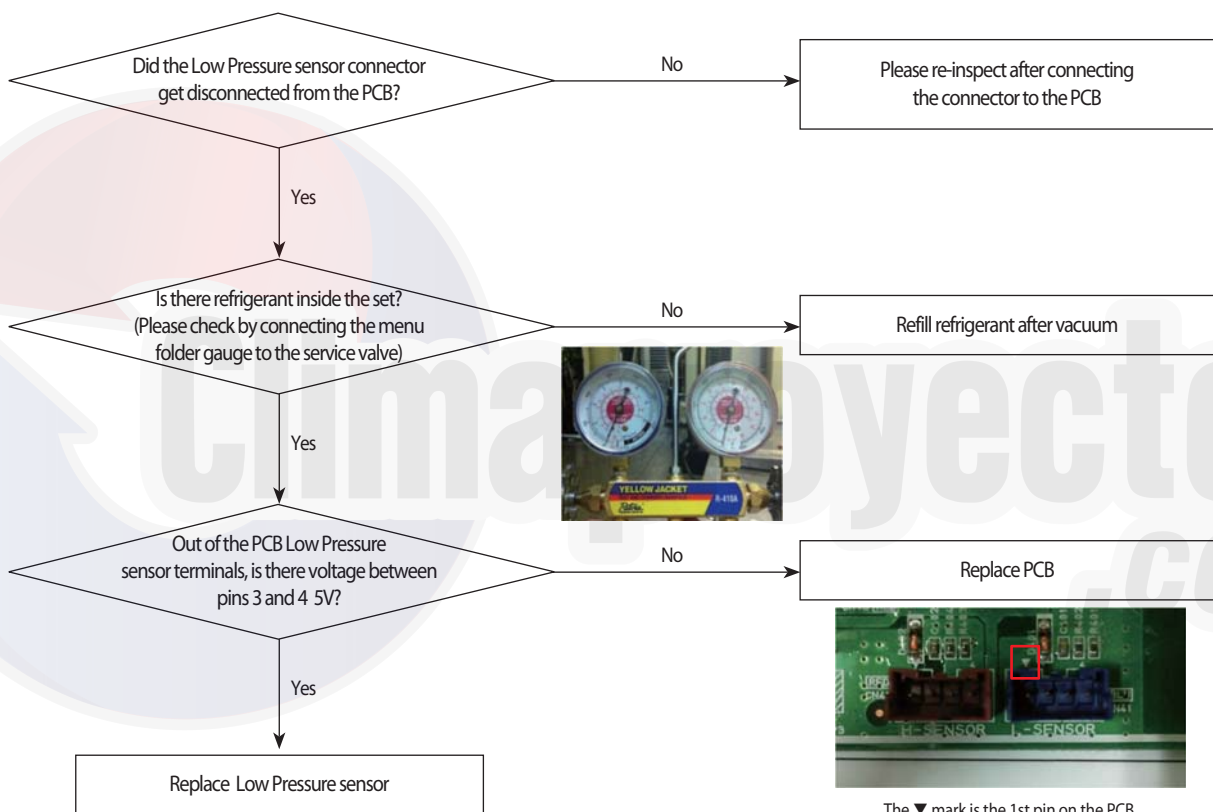 Did the Low Pressure sensor connector
get disconnected from the PCB?
No
Please re-inspect after connecting
the connector to the PCB
Yes
Is there refrigerant inside the set?
(Please check by connecting the menu
folder gauge to the service valve)
No
Refill refrigerant after vacuum
Yes
YELLOW JACKET
R-410A
Out of the PCB Low Pressure
sensor terminals, is there voltage between
pins 3 and 4 5V?
No
Replace PCB
H-SENSOR
L-SENSOR
Yes
Replace Low Pressure sensor
The ▼ mark is the 1st pin on the PCB